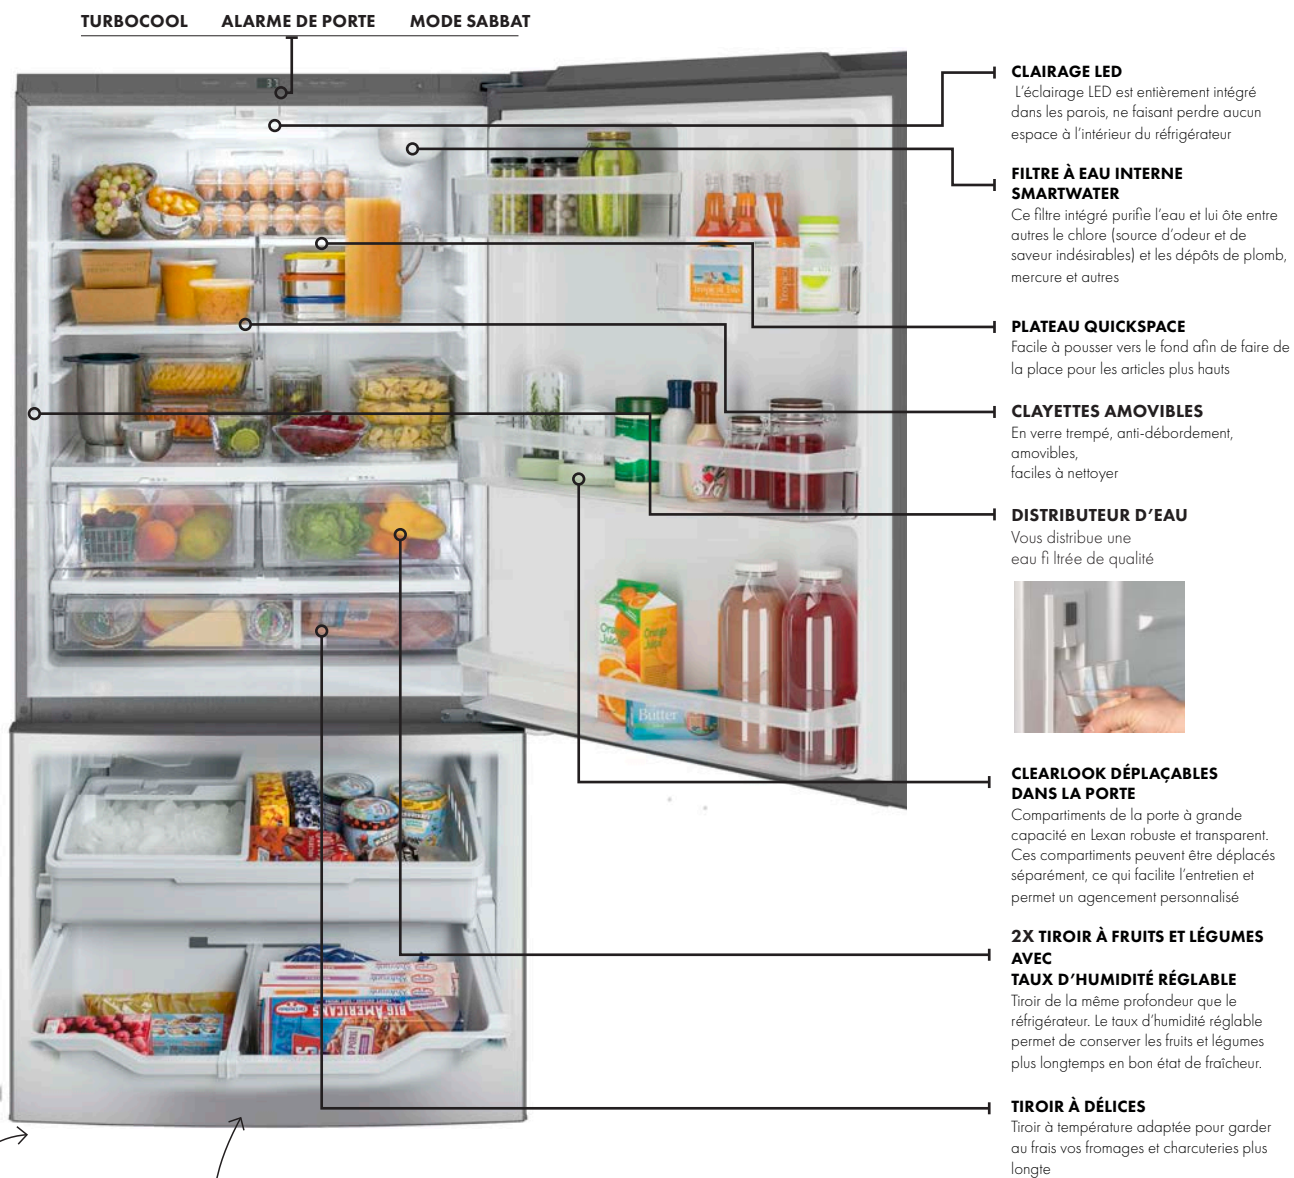 TURBOCOOL ALARME DE PORTE MODE SABBAT
37
CLAIRAGE LED
L'éclairage LED est entièrement intégré
dans les parois, ne faisant perdre aucun
espace à l'intérieur du réfrigérateur
FILTRE À EAU INTERNE
SMARTWATER
Ce filtre intégré purifie l'eau et lui ôte entre
autres le chlore (source d'odeur et de
saveur indésirables) et les dépôts de plomb,
mercure et autres
PLATEAU QUICKSPACE
Facile à pousser vers le fond afin de faire de
la place pour les articles plus hauts
CLAYETTES AMOVIBLES
En verre trempé, anti-débordement,
amovibles,
faciles à nettoyer
DISTRIBUTEUR D'EAU
Vous distribue une
eau fi ltrée de qualité
CLEARLOOK DÉPLAÇABLES
DANS LA PORTE
Compartiments de la porte à grande
capacité en Lexan robuste et transparent.
Ces compartiments peuvent être déplacés
séparément, ce qui facilite l'entretien et
permet un agencement personnalisé
2X TIROIR À FRUITS ET LÉGUMES
AVEC
TAUX D'HUMIDITÉ RÉGLABLE
Tiroir de la même profondeur que le
réfrigérateur. Le taux d'humidité réglable
permet de conserver les fruits et légumes
plus longtemps en bon état de fraîcheur.
TIROIR À DÉLICES
Tiroir à température adaptée pour garder
au frais vos fromages et charcuteries plus
longte
Orange
Juice
Butter
BIG AMERICANS